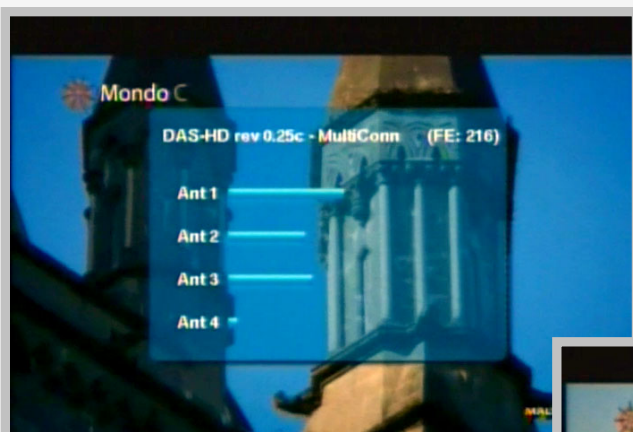 Mondo C
DAS-HD rev 0.25c - MultiConn (FE: 216)
Ant 1
Ant 2
Ant 3
Ant 4